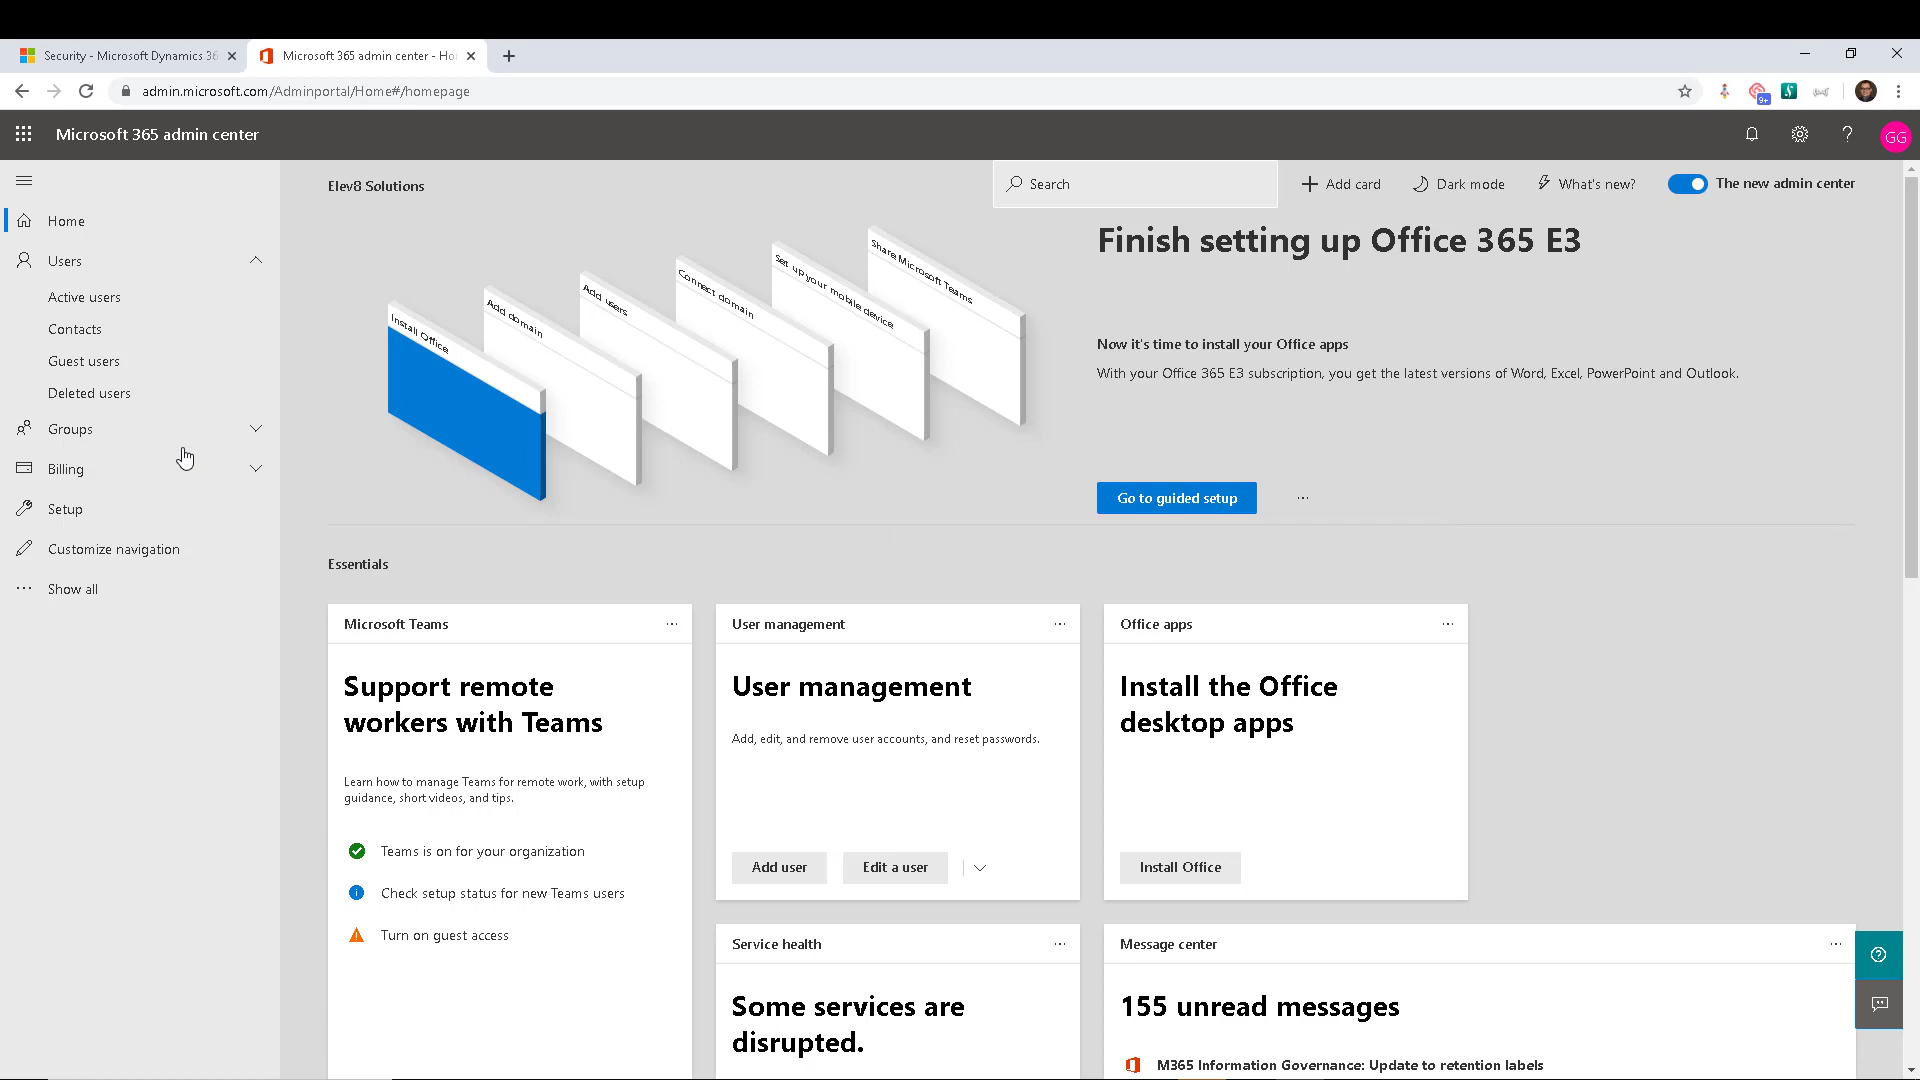 Security - Microsoft Dynamics 36
Microsoft 365 admin center - Ho
admin.microsoft.com/Adminportal/Home#/homepage
9+
Microsoft 365 admin center
GG
Elev8 Solutions
Search
Add card
Dark mode
What's new?
The new admin center
Home
Users
Active users
Contacts
Guest users
Deleted users
Groups
Billing
Setup
Customize navigation
Show all
Install Office
Add domain
Add users
Connect domain
Set up your mobile device
Share Microsoft Teams
Finish setting up Office 365 E3
Now it's time to install your Office apps
With your Office 365 E3 subscription, you get the latest versions of Word, Excel, PowerPoint and Outlook.
Go to guided setup
Essentials
Microsoft Teams
Support remote
workers with Teams
Learn how to manage Teams for remote work, with setup
guidance, short videos, and tips.
Teams is on for your organization
Check setup status for new Teams users
Turn on guest access
User management
User management
Add, edit, and remove user accounts, and reset passwords.
Add user
Edit a user
Office apps
Install the Office
desktop apps
Install Office
Service health
Some services are
disrupted.
Message center
155 unread messages
M365 Information Governance: Update to retention labels